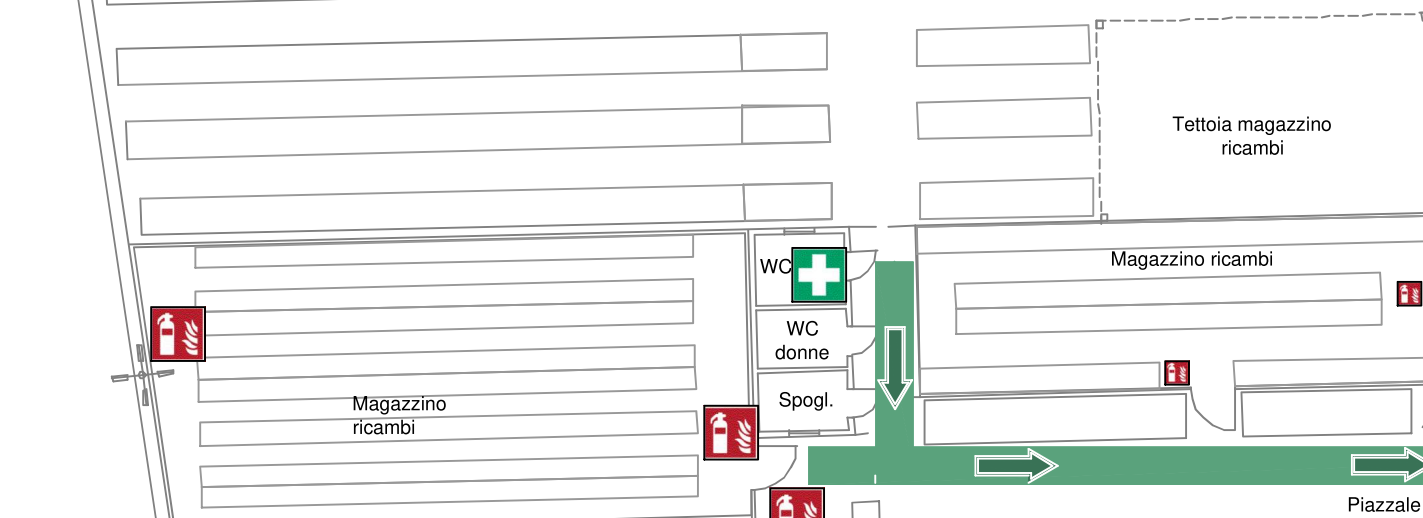 Tettoia magazzino
ricambi
WC
Magazzino ricambi
WC
donne
Spogl.
Magazzino
ricambi
Piazzale